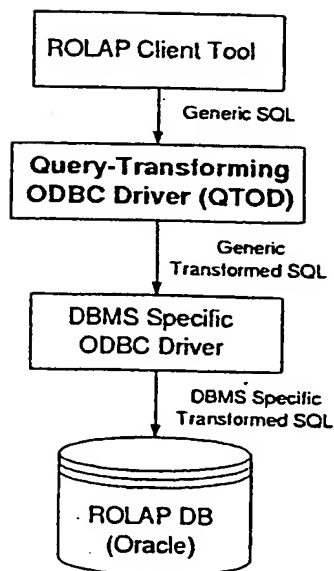 ROLAP Client Tool
Generic SQL
Query-Transforming
ODBC Driver (QTOD)
Generic
Transformed SQL
DBMS Specific
ODBC Driver
DBMS Specific
Transformed SQL
ROLAP DB
(Oracle)